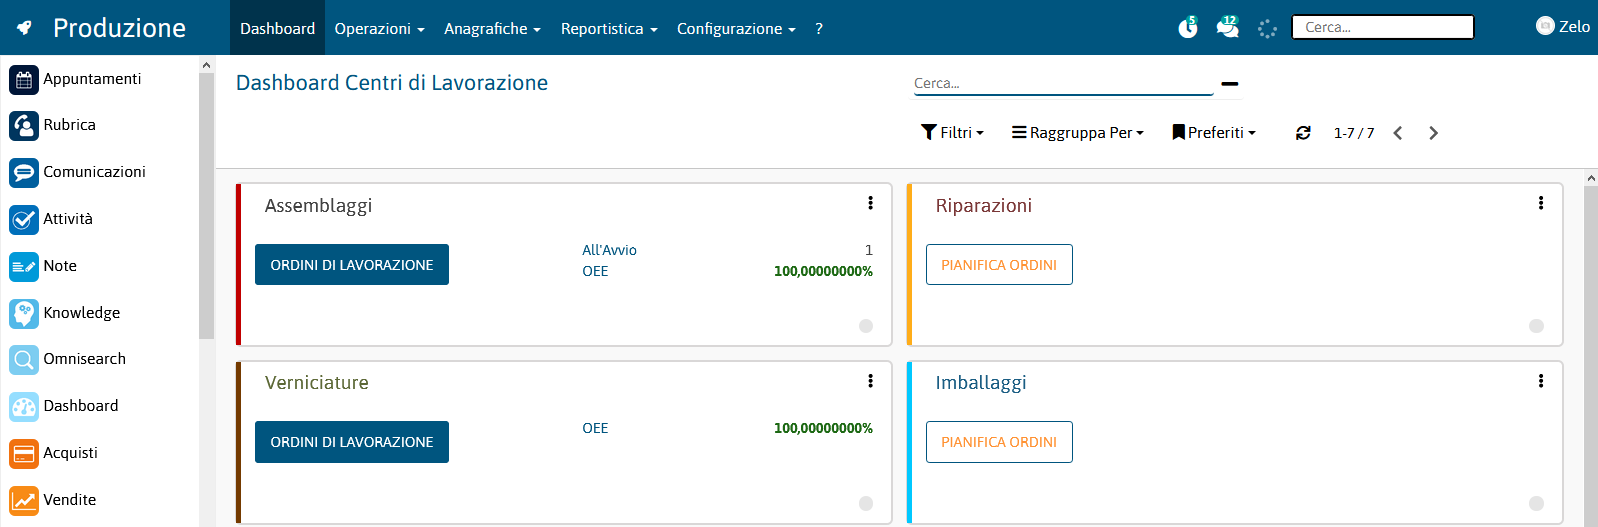 Produzione
Dashboard Operazioni Anagrafiche Reportistica Configurazione ?
5 12 Cerca... Zelo
Appuntamenti
Rubrica
Comunicazioni
Attività
Note
Knowledge
Omnisearch
Dashboard
Acquisti
Vendite
Dashboard Centri di Lavorazione
Cerca...
Filtri Raggruppa Per Preferiti 1-7 / 7
Assemblaggi
ORDINI DI LAVORAZIONE
All'Avvio 1
OEE 100,00000000%
Riparazioni
PIANIFICA ORDINI
Verniciature
ORDINI DI LAVORAZIONE
OEE 100,00000000%
Imballaggi
PIANIFICA ORDINI